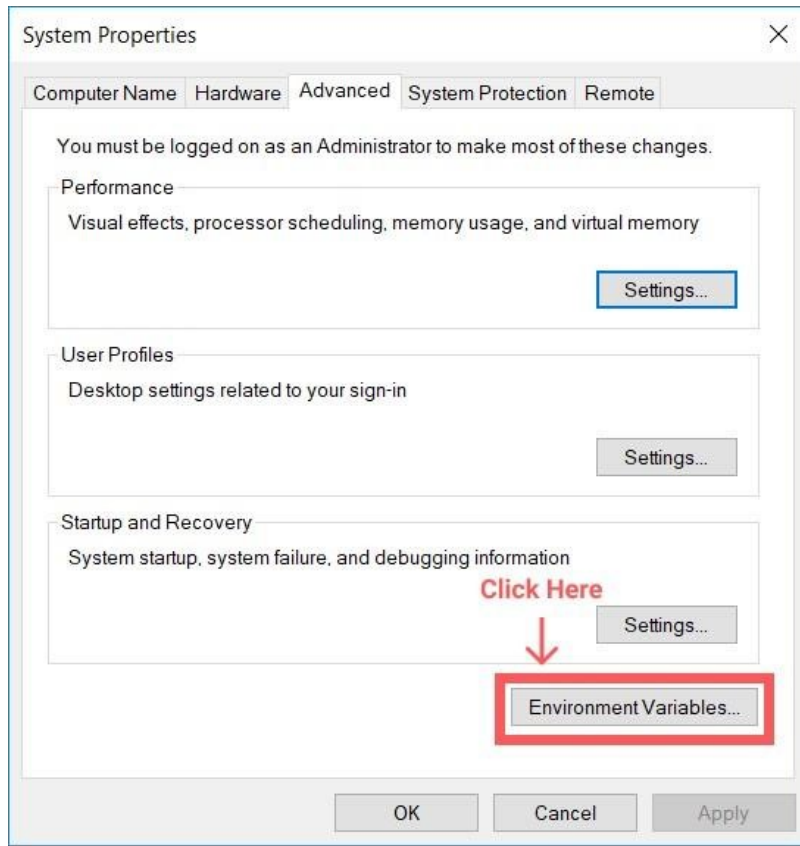 System Properties
Computer Name Hardware Advanced System Protection Remote
You must be logged on as an Administrator to make most of these changes.
Performance
Visual effects, processor scheduling, memory usage, and virtual memory
Settings...
User Profiles
Desktop settings related to your sign-in
Settings...
Startup and Recovery
System startup, system failure, and debugging information
Click Here
Settings...
Environment Variables...
OK Cancel Apply